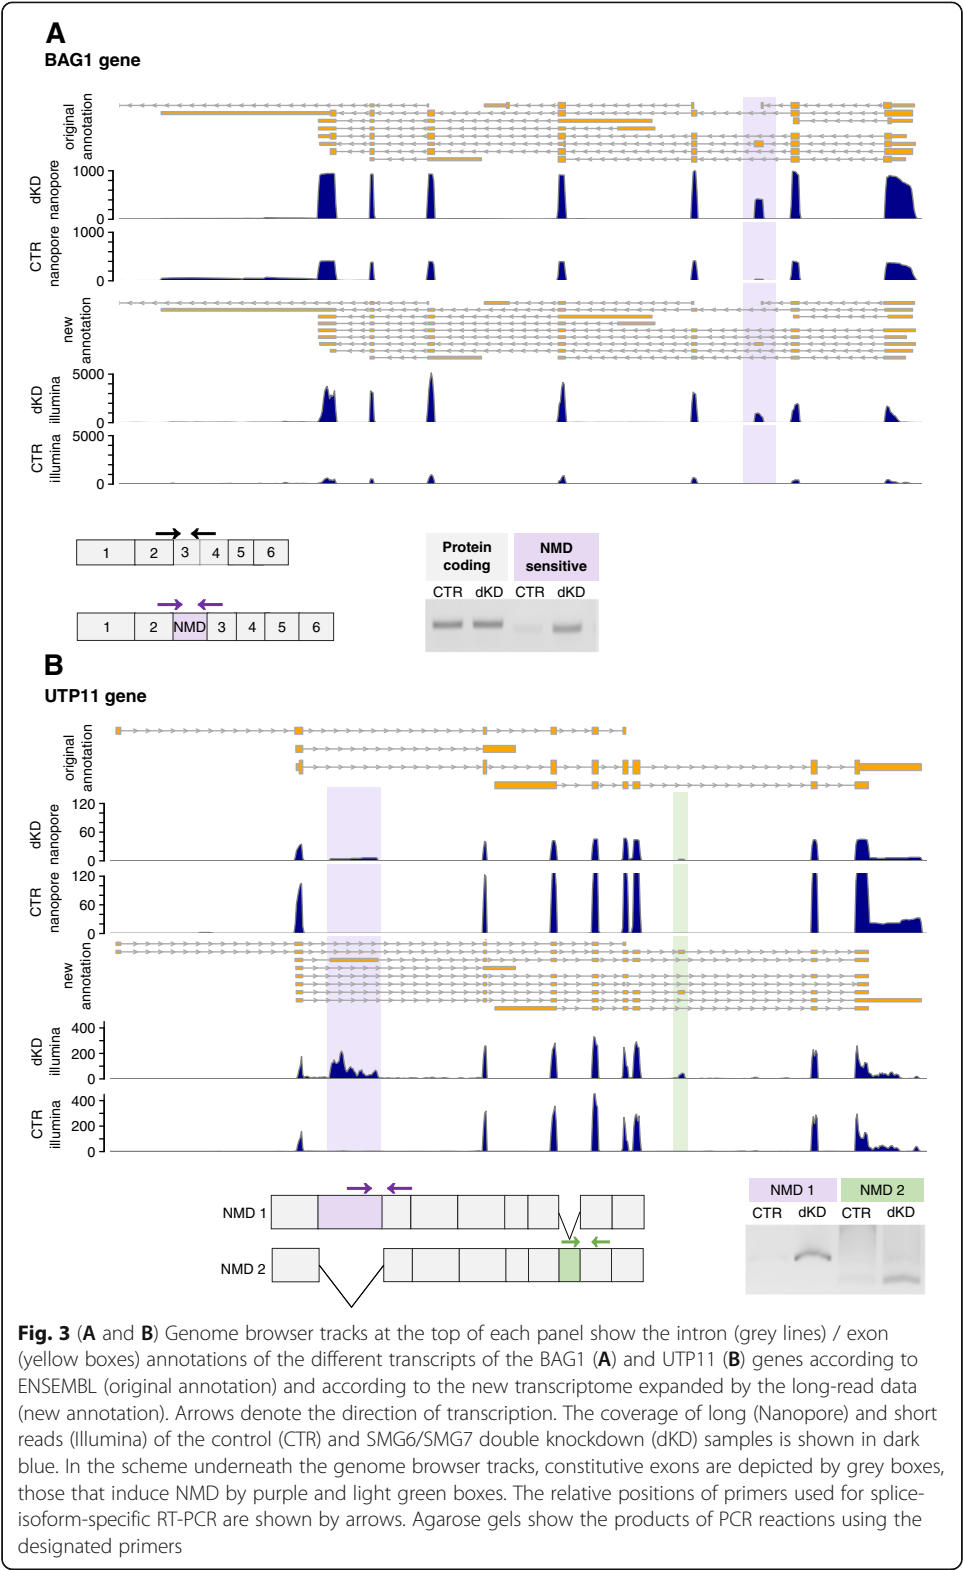 A
BAG1 gene
original
annotation
dKD
nanopore
1000
0
CTR
nanopore
1000
0
new
annotation
dKD
illumina
5000
0
CTR
illumina
5000
0
1 2 3 4 5 6
1 2 NMD 3 4 5 6
Protein
coding
NMD
sensitive
CTR dKD CTR dKD
B
UTP11 gene
original
annotation
dKD
nanopore
120
60
0
CTR
nanopore
120
60
0
new
annotation
dKD
illumina
400
200
0
CTR
illumina
400
200
0
NMD 1
NMD 2
NMD 1 NMD 2
CTR dKD CTR dKD
Fig. 3 (A and B) Genome browser tracks at the top of each panel show the intron (grey lines) / exon
(yellow boxes) annotations of the different transcripts of the BAG1 (A) and UTP11 (B) genes according to
ENSEMBL (original annotation) and according to the new transcriptome expanded by the long-read data
(new annotation). Arrows denote the direction of transcription. The coverage of long (Nanopore) and short
reads (Illumina) of the control (CTR) and SMG6/SMG7 double knockdown (dKD) samples is shown in dark
blue. In the scheme underneath the genome browser tracks, constitutive exons are depicted by grey boxes,
those that induce NMD by purple and light green boxes. The relative positions of primers used for splice-
isoform-specific RT-PCR are shown by arrows. Agarose gels show the products of PCR reactions using the
designated primers